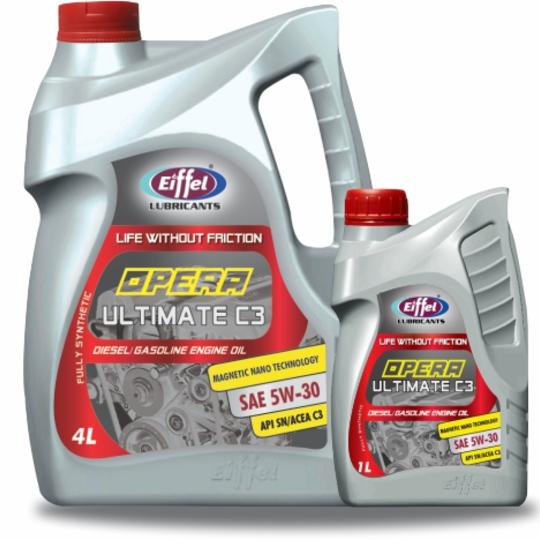 Eiffel®
LUBRICANTS
LIFE WITHOUT FRICTION
OPERA
ULTIMATE C3
DIESEL/GASOLINE ENGINE OIL
FULLY SYNTHETIC
MAGNETIC NANO TECHNOLOGY
SAE 5W-30
API SN/ACEA C3
4L
Eiffel
Eiffel
LUBRICANTS
LIFE WITHOUT FRICTION
OPERA
ULTIMATE C3
DIESEL/GASOLINE ENGINE OIL
FULLY SYNTHETIC
MAGNETIC NANO TECHNOLOGY
SAE 5W-30
API SN/ACEA C3
1L
Eiffel